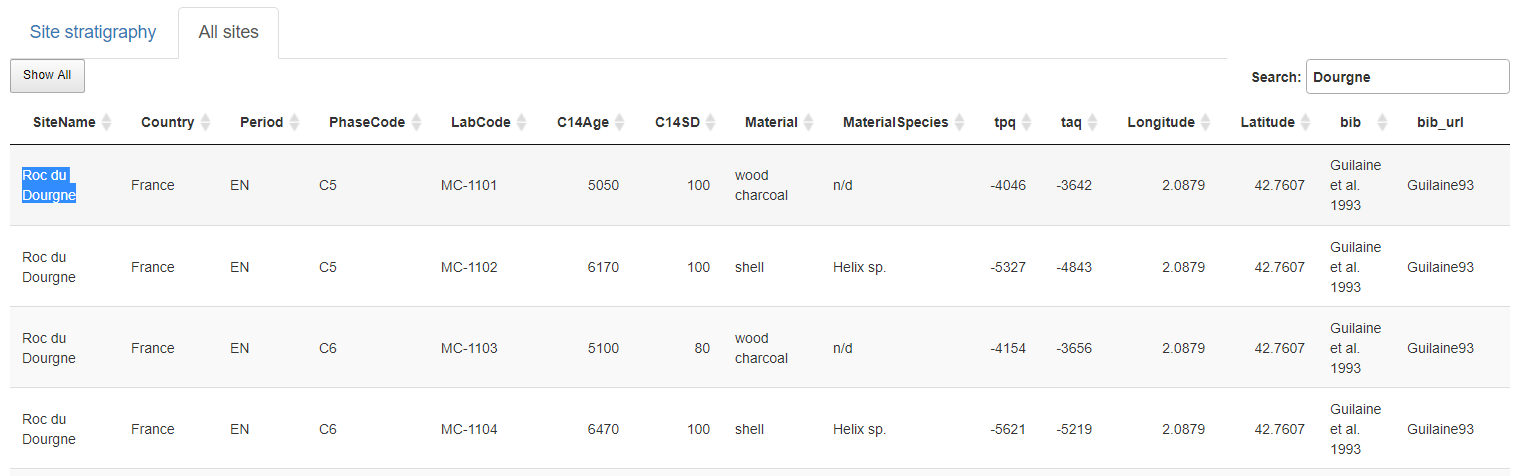 Site stratigraphy All sites
Show All Search: Dourgne
SiteName Country Period PhaseCode LabCode C14Age C14SD Material MaterialSpecies tpq taq Longitude Latitude bib bib_url
Roc du Dourgne France EN C5 MC-1101 5050 100 wood charcoal n/d -4046 -3642 2.0879 42.7607 Guilaine et al. 1993 Guilaine93
Roc du Dourgne France EN C5 MC-1102 6170 100 shell Helix sp. -5327 -4843 2.0879 42.7607 Guilaine et al. 1993 Guilaine93
Roc du Dourgne France EN C6 MC-1103 5100 80 wood charcoal n/d -4154 -3656 2.0879 42.7607 Guilaine et al. 1993 Guilaine93
Roc du Dourgne France EN C6 MC-1104 6470 100 shell Helix sp. -5621 -5219 2.0879 42.7607 Guilaine et al. 1993 Guilaine93